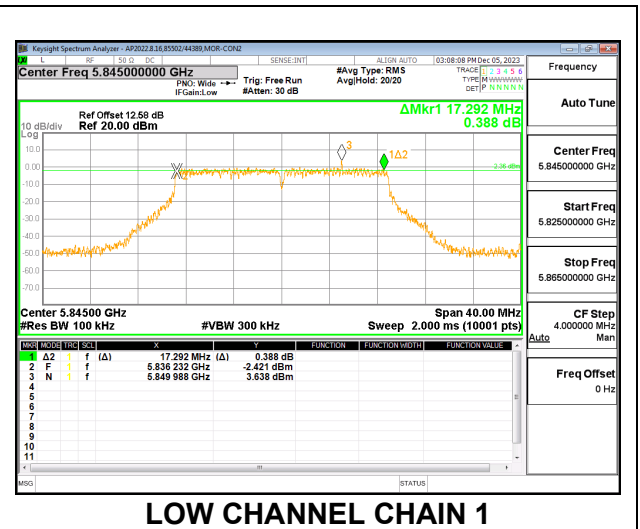 Keysight Spectrum Analyzer - AP2022.8.16,85502/44389,MOR-CON2
L RF 50 Ω DC SENSE:INT ALIGN AUTO 03:08:08 PM Dec 05, 2023
Center Freq 5.845000000 GHz
PNO: Wide
IFGain:Low
Trig: Free Run
#Atten: 30 dB
#Avg Type: RMS
Avg|Hold: 20/20
TRACE 1 2 3 4 5 6
TYPE M WWWWW
DET P N N N N N
Frequency
Auto Tune
Center Freq
5.845000000 GHz
Start Freq
5.825000000 GHz
Stop Freq
5.865000000 GHz
CF Step
4.000000 MHz
Auto Man
Freq Offset
0 Hz
Ref Offset 12.58 dB
10 dB/div Ref 20.00 dBm
ΔMkr1 17.292 MHz
0.388 dB
Log
10.0
0.00
-10.0
-20.0
-30.0
-40.0
-50.0
-60.0
-70.0
3
1Δ2
Center 5.84500 GHz Span 40.00 MHz
#Res BW 100 kHz #VBW 300 kHz Sweep 2.000 ms (10001 pts)
MKR MODE TRC SCL X Y FUNCTION FUNCTION WIDTH FUNCTION VALUE
1 Δ2 1 f (Δ) 17.292 MHz (Δ) 0.388 dB
2 F 1 f 5.836 232 GHz -2.421 dBm
3 N 1 f 5.849 988 GHz 3.638 dBm
4
5
6
7
8
9
10
11
MSG STATUS
LOW CHANNEL CHAIN 1